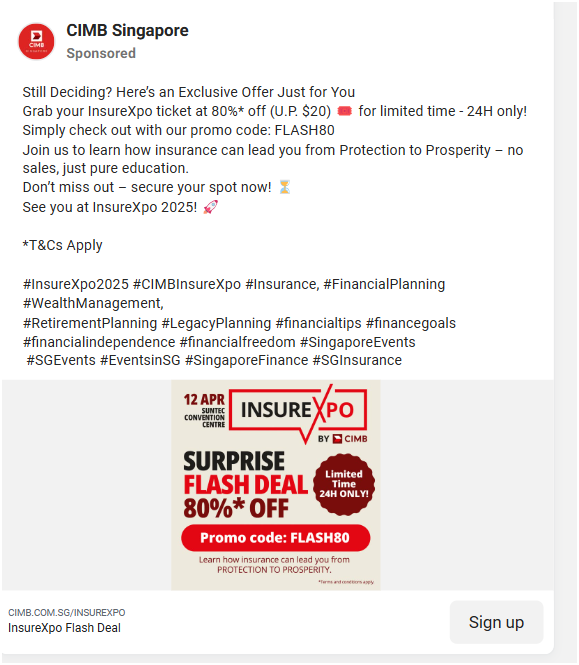 CIMB Singapore
Sponsored
Still Deciding? Here’s an Exclusive Offer Just for You
Grab your InsureXpo ticket at 80%* off (U.P. $20) 🎟️ for limited time - 24H only!
Simply check out with our promo code: FLASH80
Join us to learn how insurance can lead you from Protection to Prosperity – no
sales, just pure education.
Don’t miss out – secure your spot now! ⏳
See you at InsureXpo 2025! 🚀
*T&Cs Apply
#InsureXpo2025 #CIMBInsureXpo #Insurance, #FinancialPlanning
#WealthManagement,
#RetirementPlanning #LegacyPlanning #financialtips #financegoals
#financialindependence #financialfreedom #SingaporeEvents
#SGEvents #EventsinSG #SingaporeFinance #SGInsurance
12 APR
SUNTEC
CONVENTION
CENTRE
INSUREXPO
BY CIMB
SURPRISE
FLASH DEAL
80%* OFF
Limited
Time
24H ONLY!
Promo code: FLASH80
Learn how insurance can lead you from
PROTECTION TO PROSPERITY.
*Terms and conditions apply
CIMB.COM.SG/INSUREXPO
InsureXpo Flash Deal
Sign up